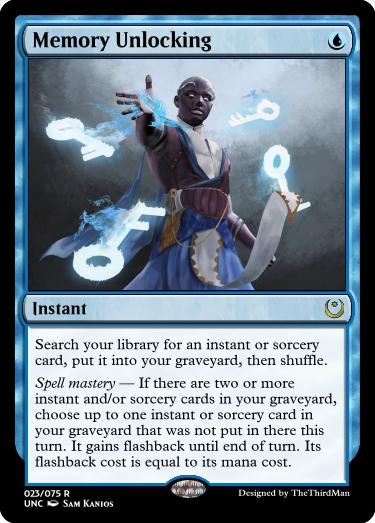 Memory Unlocking
Instant
Search your library for an instant or sorcery
card, put it into your graveyard, then shuffle.
Spell mastery — If there are two or more
instant and/or sorcery cards in your graveyard,
choose up to one instant or sorcery card in
your graveyard that was not put in there this
turn. It gains flashback until end of turn. Its
flashback cost is equal to its mana cost.
023/075 R
UNC Sam Kanios
Designed by TheThirdMan